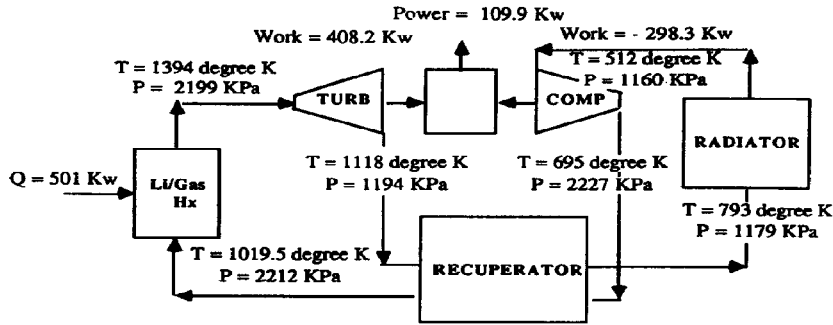 Power = 109.9 Kw
Work = 408.2 Kw
Work = - 298.3 Kw
T = 1394 degree K
P = 2199 KPa
T = 512 degree K
P = 1160 KPa
TURB
COMP
RADIATOR
T = 1118 degree K
P = 1194 KPa
T = 695 degree K
P = 2227 KPa
Q = 501 Kw
Li/Gas
Hx
T = 793 degree K
P = 1179 KPa
T = 1019.5 degree K
P = 2212 KPa
RECUPERATOR